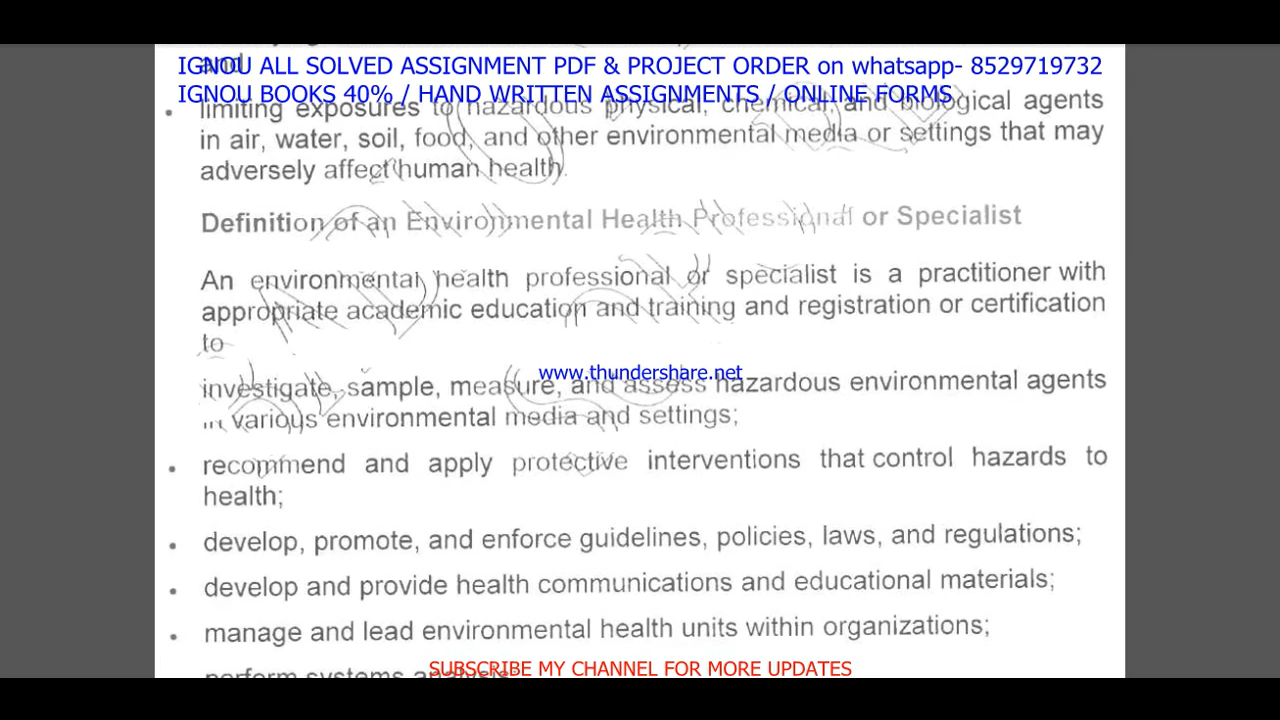 and
IGNOU ALL SOLVED ASSIGNMENT PDF & PROJECT ORDER on whatsapp- 8529719732
IGNOU BOOKS 40% / HAND WRITTEN ASSIGNMENTS / ONLINE FORMS
• limiting exposures to hazardous physical, chemical, and biological agents
in air, water, soil, food, and other environmental media or settings that may
adversely affect human health.
Definition of an Environmental Health Professional or Specialist
An environmental health professional or specialist is a practitioner with
appropriate academic education and training and registration or certification
to
www.thundershare.net
investigate, sample, measure, and assess hazardous environmental agents
in various environmental media and settings;
• recommend and apply protective interventions that control hazards to
health;
• develop, promote, and enforce guidelines, policies, laws, and regulations;
• develop and provide health communications and educational materials;
• manage and lead environmental health units within organizations;
perform systems analysis
SUBSCRIBE MY CHANNEL FOR MORE UPDATES